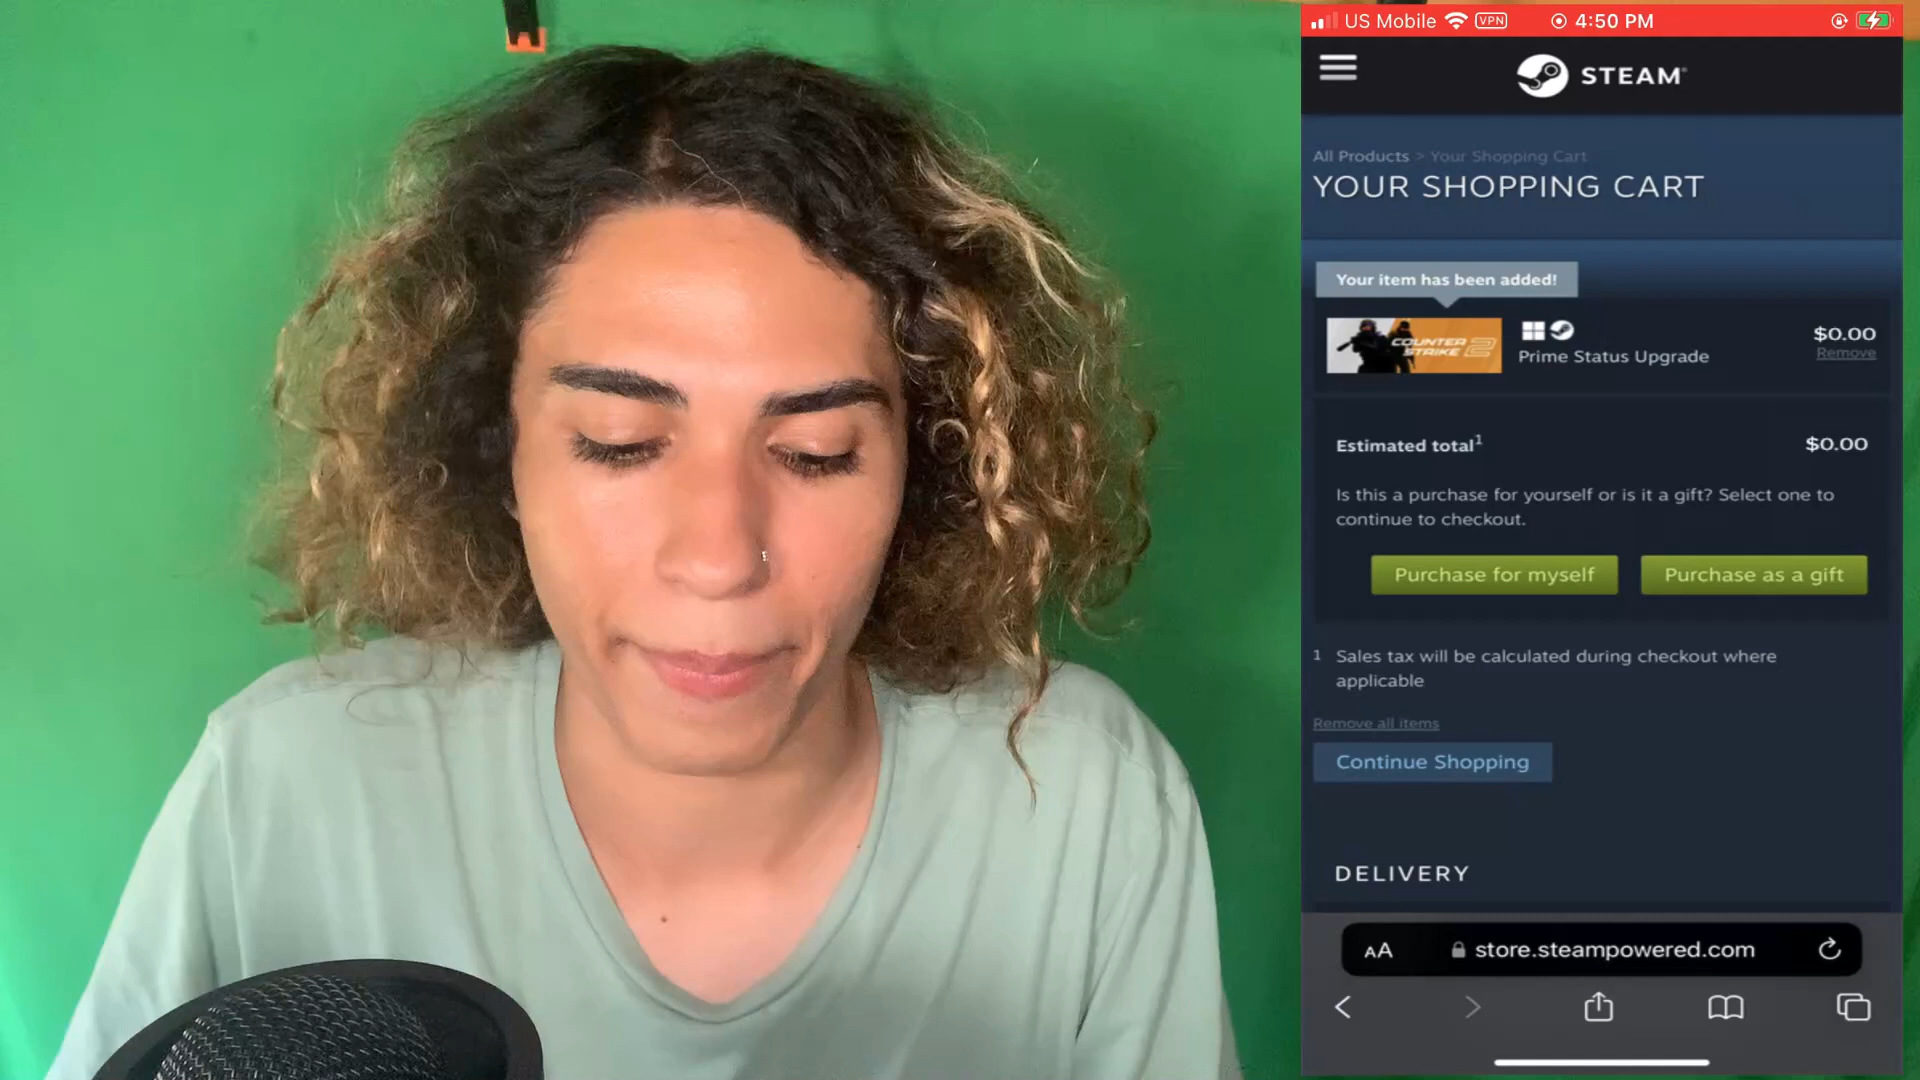 US Mobile VPN 4:50 PM
STEAM
All Products > Your Shopping Cart
YOUR SHOPPING CART
Your item has been added!
COUNTER STRIKE 2
$0.00
Prime Status Upgrade
Remove
Estimated total1 $0.00
Is this a purchase for yourself or is it a gift? Select one to
continue to checkout.
Purchase for myself Purchase as a gift
1 Sales tax will be calculated during checkout where
applicable
Remove all items
Continue Shopping
DELIVERY
AA store.steampowered.com